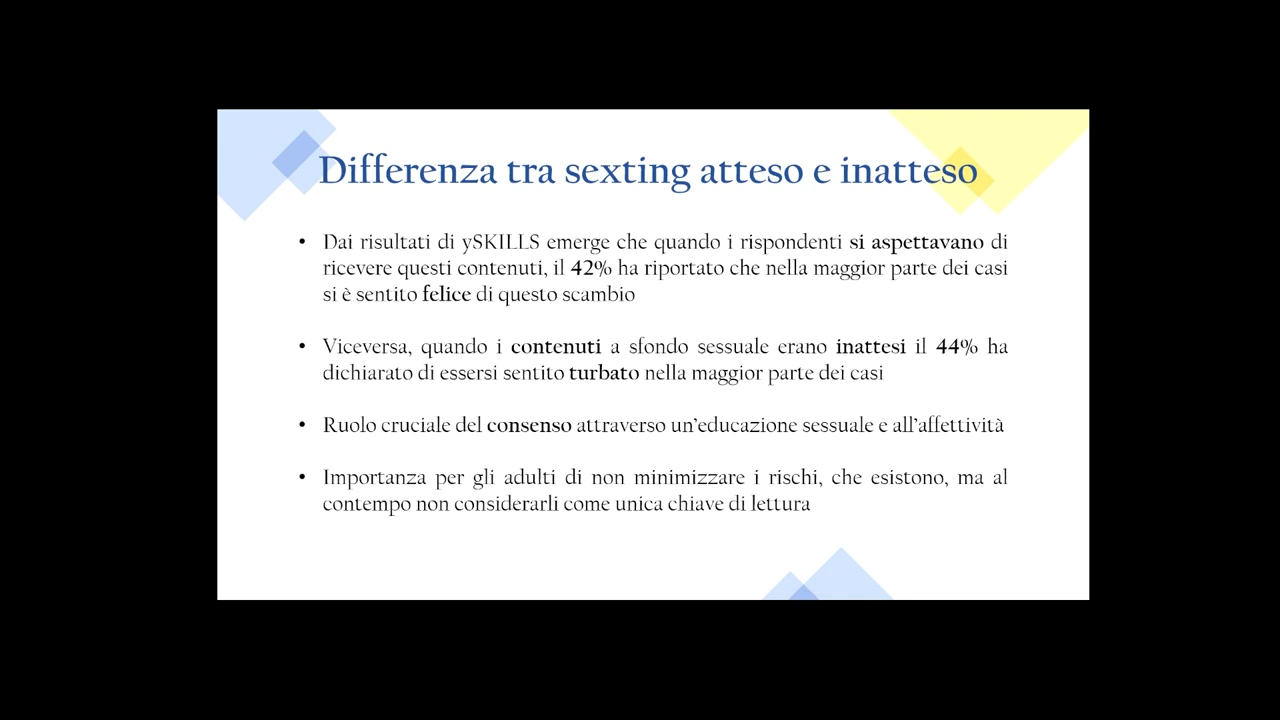 Differenza tra sexting atteso e inatteso
• Dai risultati di ySKILLS emerge che quando i rispondenti si aspettavano di
ricevere questi contenuti, il 42% ha riportato che nella maggior parte dei casi
si è sentito felice di questo scambio
• Viceversa, quando i contenuti a sfondo sessuale erano inattesi il 44% ha
dichiarato di essersi sentito turbato nella maggior parte dei casi
• Ruolo cruciale del consenso attraverso un'educazione sessuale e all'affettività
• Importanza per gli adulti di non minimizzare i rischi, che esistono, ma al
contempo non considerarli come unica chiave di lettura